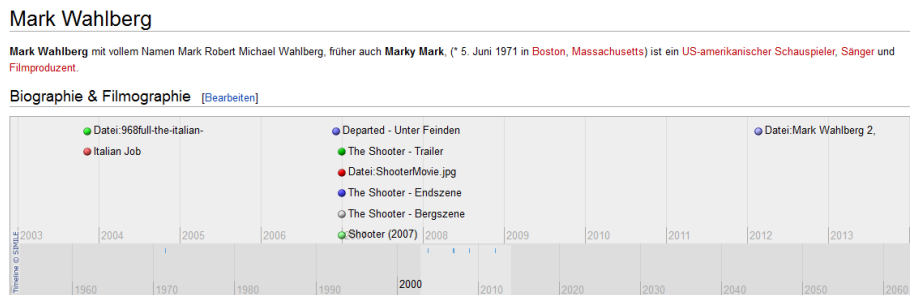 Mark Wahlberg
Mark Wahlberg mit vollem Namen Mark Robert Michael Wahlberg, früher auch Marky Mark, (* 5. Juni 1971 in Boston, Massachusetts) ist ein US-amerikanischer Schauspieler, Sänger und
Filmproduzent.
Biographie & Filmographie [Bearbeiten]
Datei:968full-the-italian-
Departed - Unter Feinden
Datei:Mark Wahlberg 2,
Italian Job
The Shooter - Trailer
Datei:ShooterMovie.jpg
The Shooter - Endszene
The Shooter - Bergszene
Shooter (2007)
2003 2004 2005 2006 2008 2009 2010 2011 2012 2013
Timeline © SIMILE
1960 1970 1980 1990 2000 2010 2020 2030 2040 2050 2060